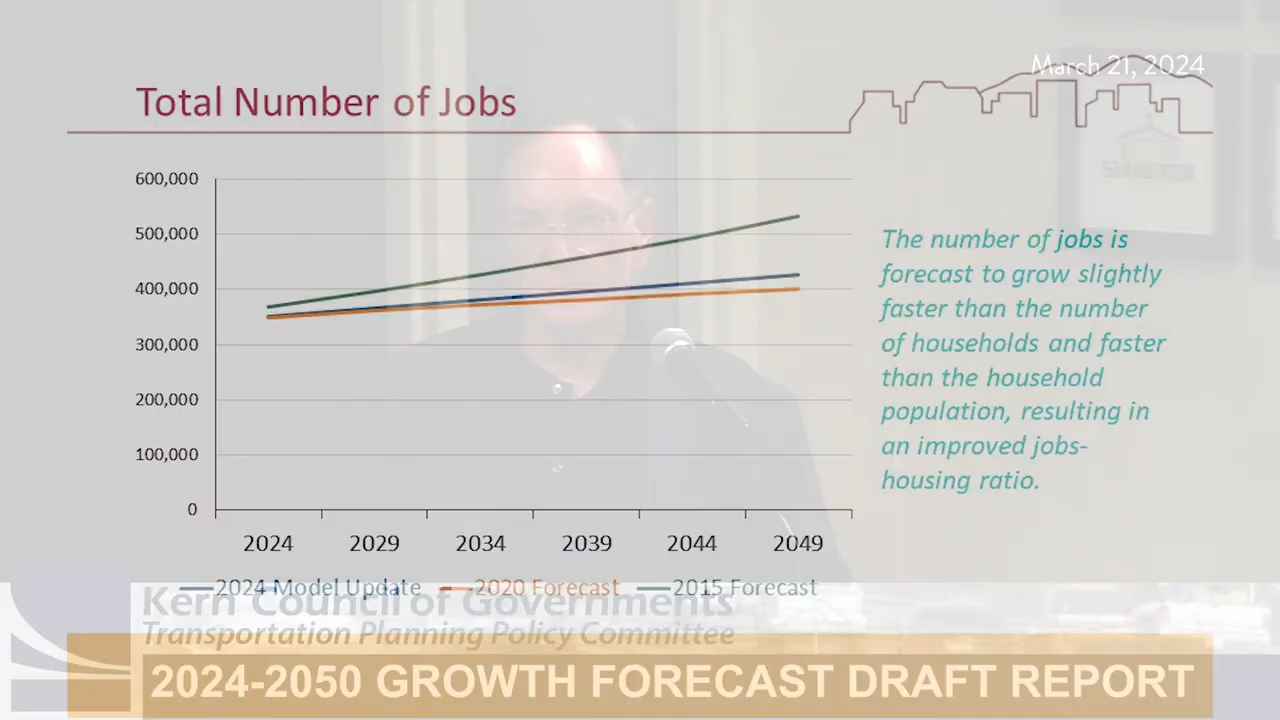 March 21, 2024
Total Number of Jobs
600,000
500,000
400,000
300,000
200,000
100,000
0
2024 2029 2034 2039 2044 2049
2024 Model Update 2020 Forecast 2015 Forecast
The number of jobs is
forecast to grow slightly
faster than the number
of households and faster
than the household
population, resulting in
an improved jobs-
housing ratio.
SHAFTER
Kern Council of Governments
Transportation Planning Policy Committee
2024-2050 GROWTH FORECAST DRAFT REPORT